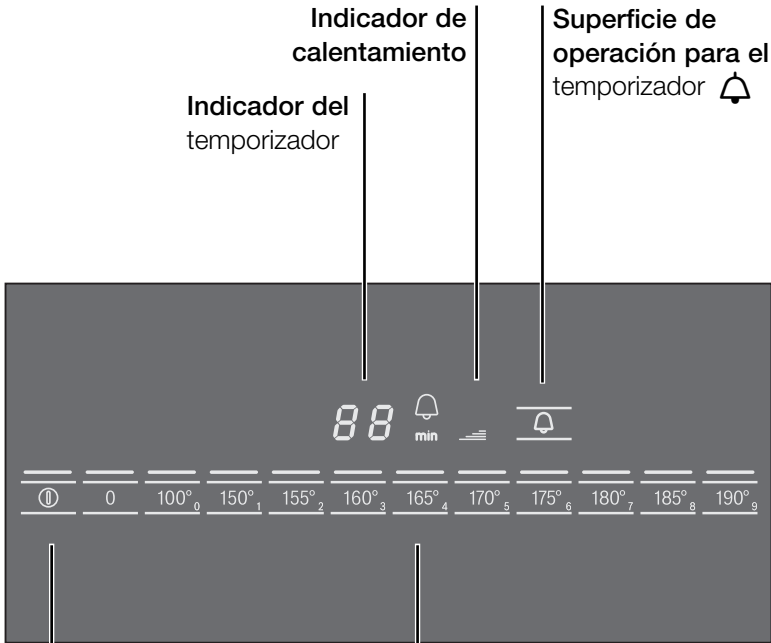 Indicador de
calentamiento
Superficie de
operación para el
temporizador
Indicador del
temporizador
88 min
0 100°0 150°1 155°2 160°3 165°4 170°5 175°6 180°7 185°8 190°9